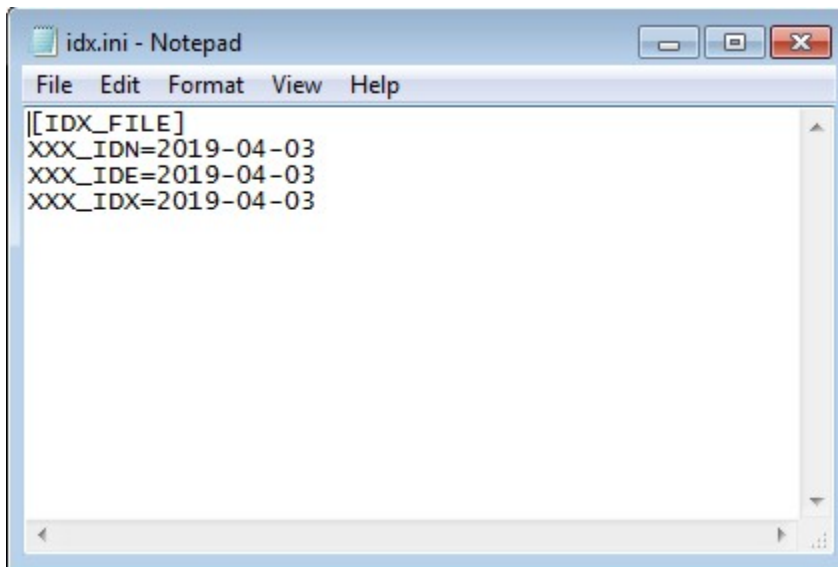 idx.ini - Notepad
File Edit Format View Help
[IDX_FILE]
XXX_IDN=2019-04-03
XXX_IDE=2019-04-03
XXX_IDX=2019-04-03